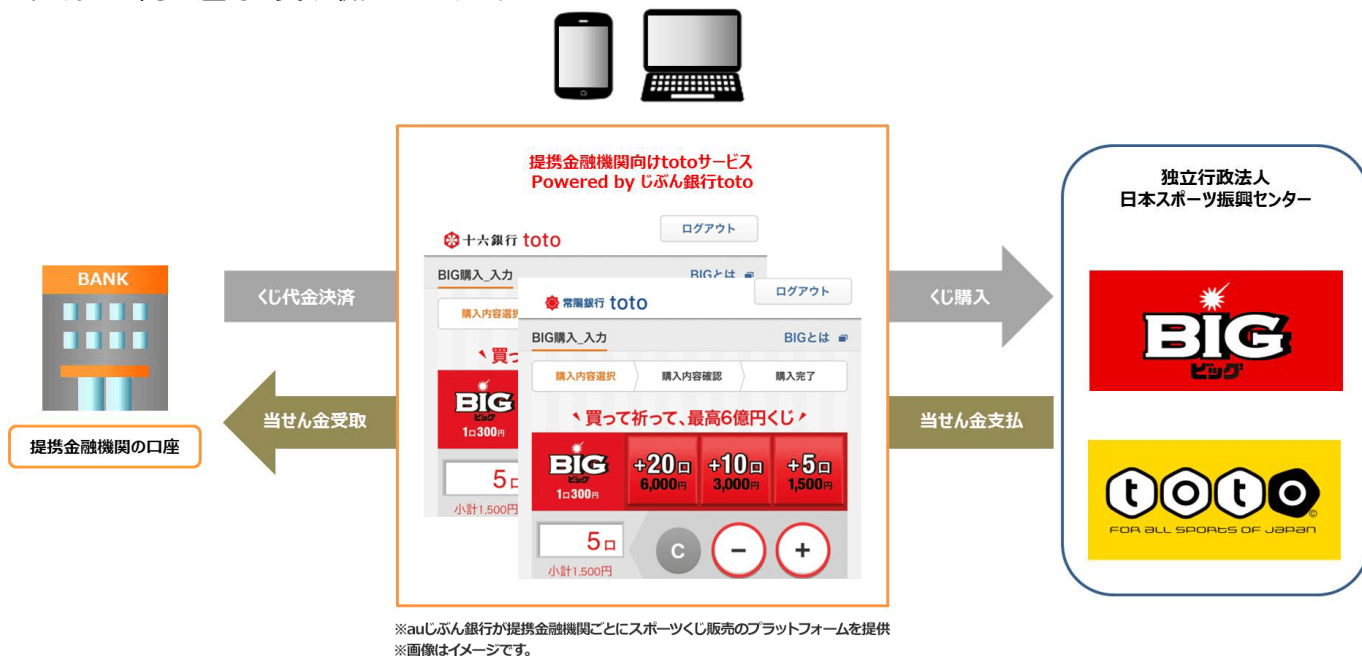 提携金融機関向けtotoサービス
Powered by じぶん銀行toto
独立行政法人
日本スポーツ振興センター
BANK
提携金融機関の口座
くじ代金決済
当せん金受取
くじ購入
当せん金支払
十六銀行 toto
ログアウト
BIG購入_入力
BIGとは
購入内容選択
買っ
BIG
ビッグ
1口300円
5口
小計1,500円
常陽銀行 toto
ログアウト
BIG購入_入力
BIGとは
購入内容選択 購入内容確認 購入完了
買って祈って、最高6億円くじ
BIG
ビッグ
1口300円
+20口 +10口 +5口
6,000円 3,000円 1,500円
5口
C － +
小計1,500円
BIG
ビッグ
toto
©
FOR ALL SPORTS OF JAPAN
※auじぶん銀行が提携金融機関ごとにスポーツくじ販売のプラットフォームを提供
※画像はイメージです。